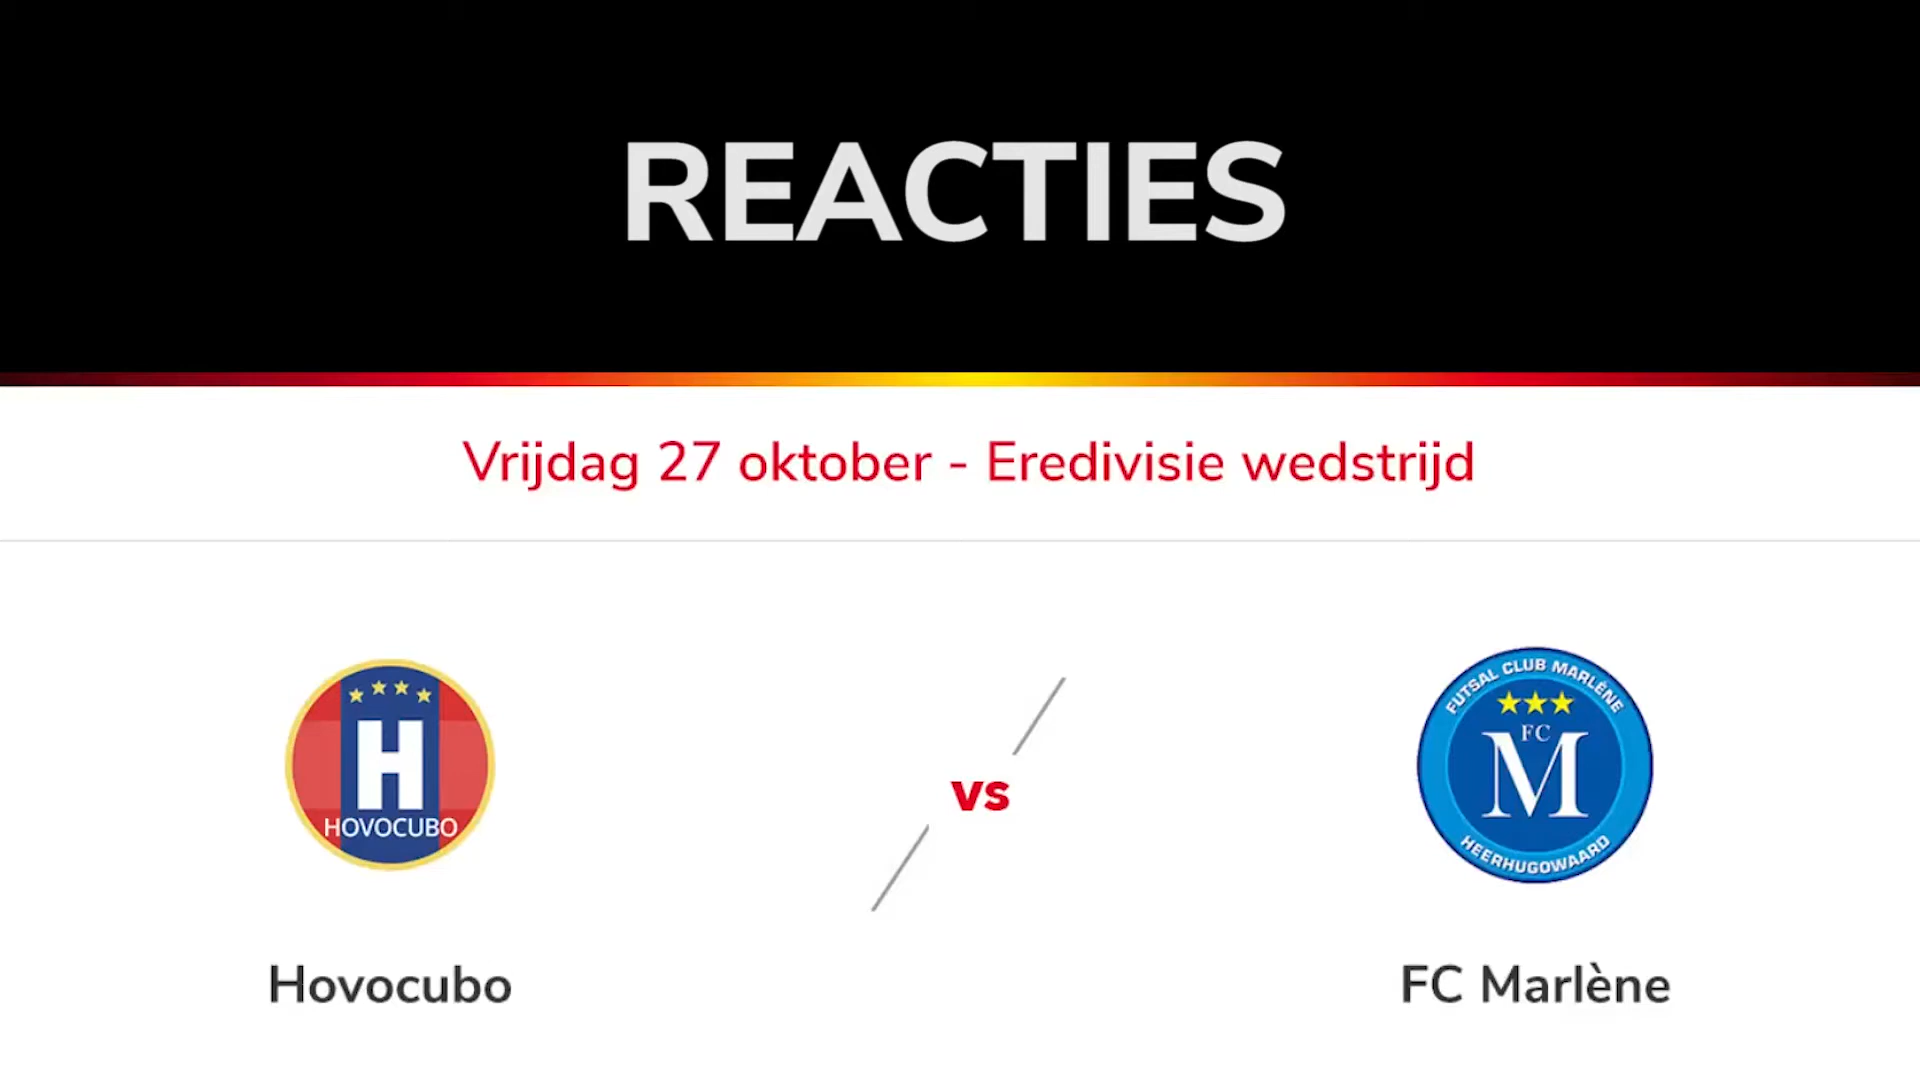 REACTIES
Vrijdag 27 oktober - Eredivisie wedstrijd
H
HOVOCUBO
vs
FUTSAL CLUB MARLÈNE
FC
M
HEERHUGOWAARD
Hovocubo
FC Marlène